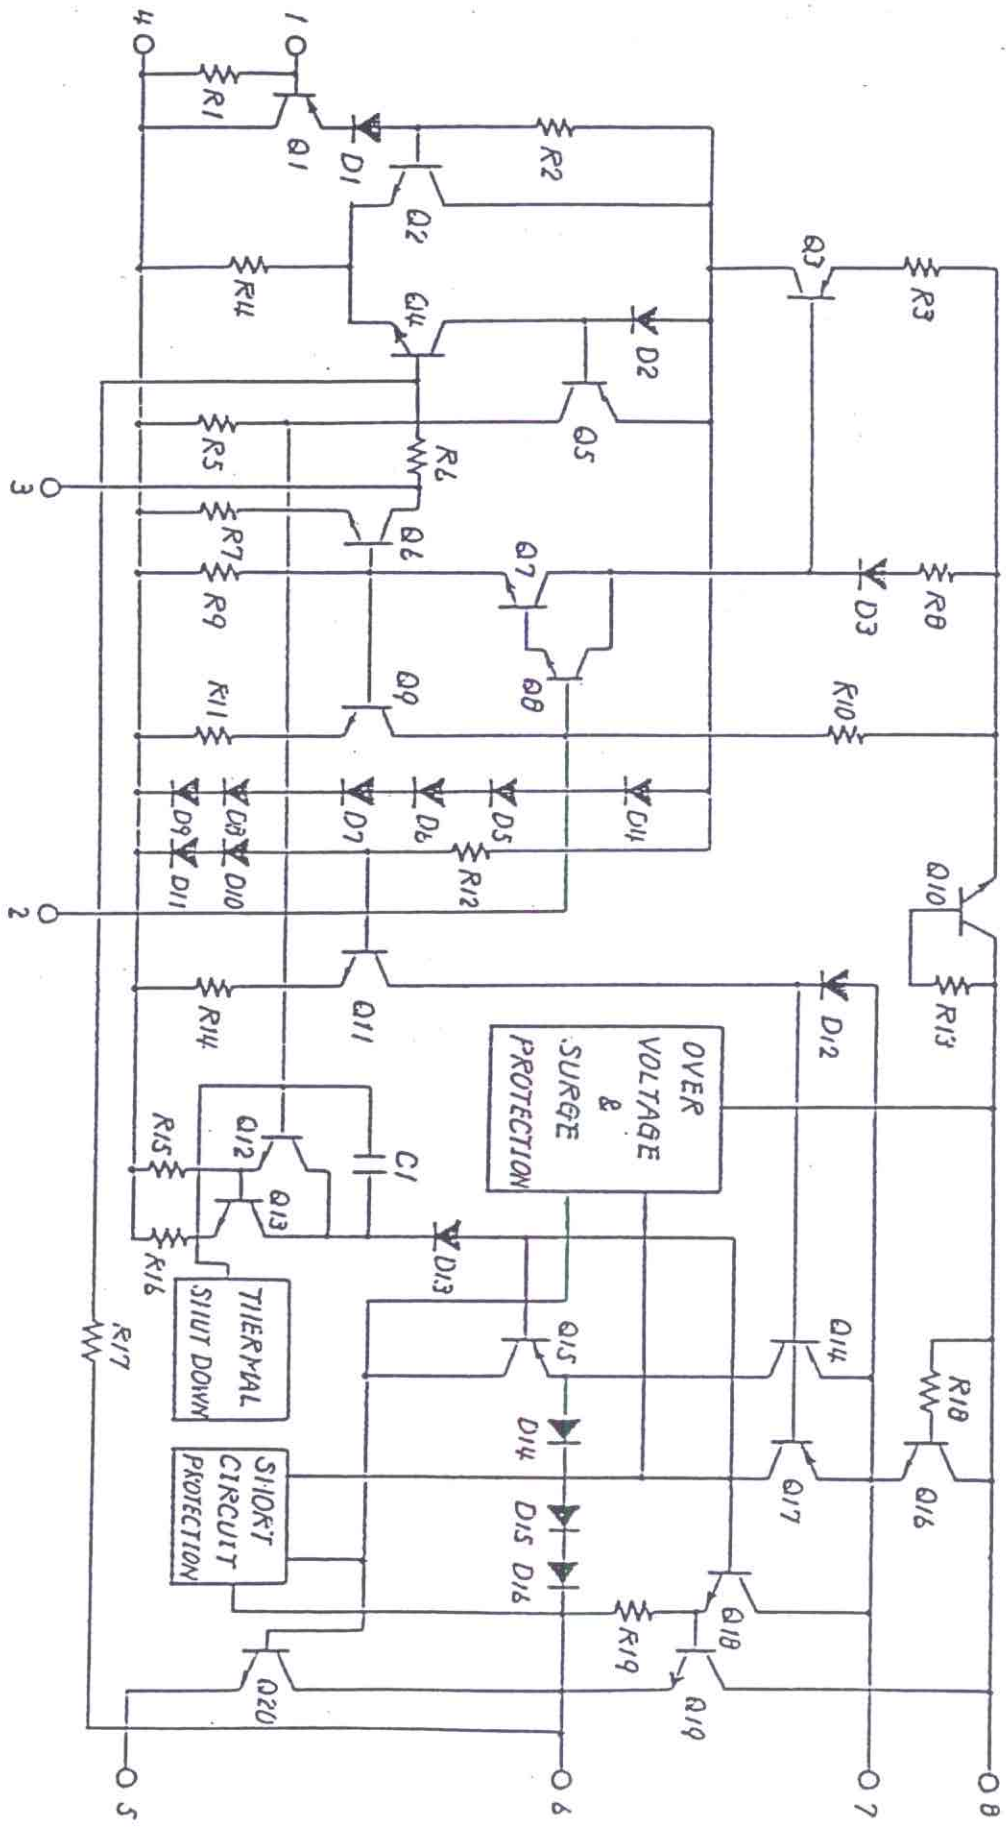 R3
R8
Q10
R13
R18
Q16
8
Q3
D3
R10
D12
Q14
Q17
7
R2
D2
Q5
D4
OVER
VOLTAGE
&
SURGE
PROTECTION
Q18
Q19
R19
Q7
Q8
D5
Q15
D14
D15
D16
6
D1
Q2
Q4
R6
Q6
Q9
D6
D7
R12
Q11
C1
D13
1
Q1
R1
R4
R5
R7
R9
R11
D8
D9
D10
D11
R14
Q12
Q13
R15
R16
THERMAL
SHUT DOWN
SHORT
CIRCUIT
PROTECTION
Q20
4
R17
5
3
2